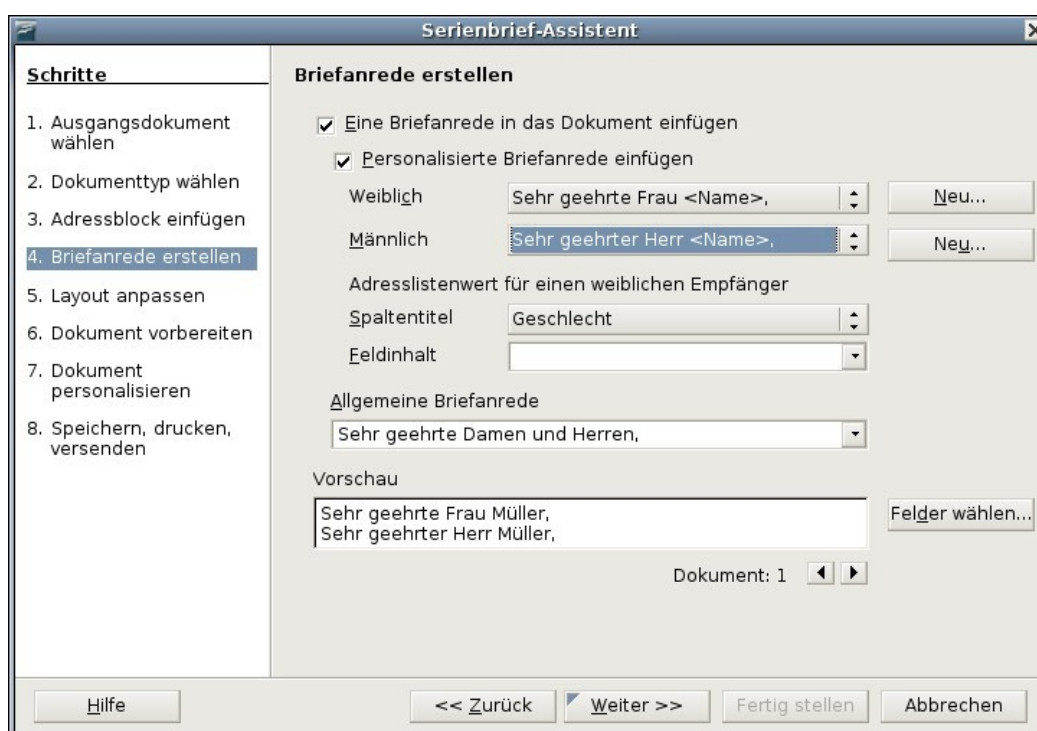 Serienbrief-Assistent
Schritte
1. Ausgangsdokument
wählen
2. Dokumenttyp wählen
3. Adressblock einfügen
4. Briefanrede erstellen
5. Layout anpassen
6. Dokument vorbereiten
7. Dokument
personalisieren
8. Speichern, drucken,
versenden
Briefanrede erstellen
Eine Briefanrede in das Dokument einfügen
Personalisierte Briefanrede einfügen
Weiblich Sehr geehrte Frau <Name>, Neu...
Männlich Sehr geehrter Herr <Name>, Neu...
Adresslistenwert für einen weiblichen Empfänger
Spaltentitel Geschlecht
Feldinhalt
Allgemeine Briefanrede
Sehr geehrte Damen und Herren,
Vorschau
Sehr geehrte Frau Müller,
Sehr geehrter Herr Müller,
Felder wählen...
Dokument: 1
Hilfe << Zurück Weiter >> Fertig stellen Abbrechen